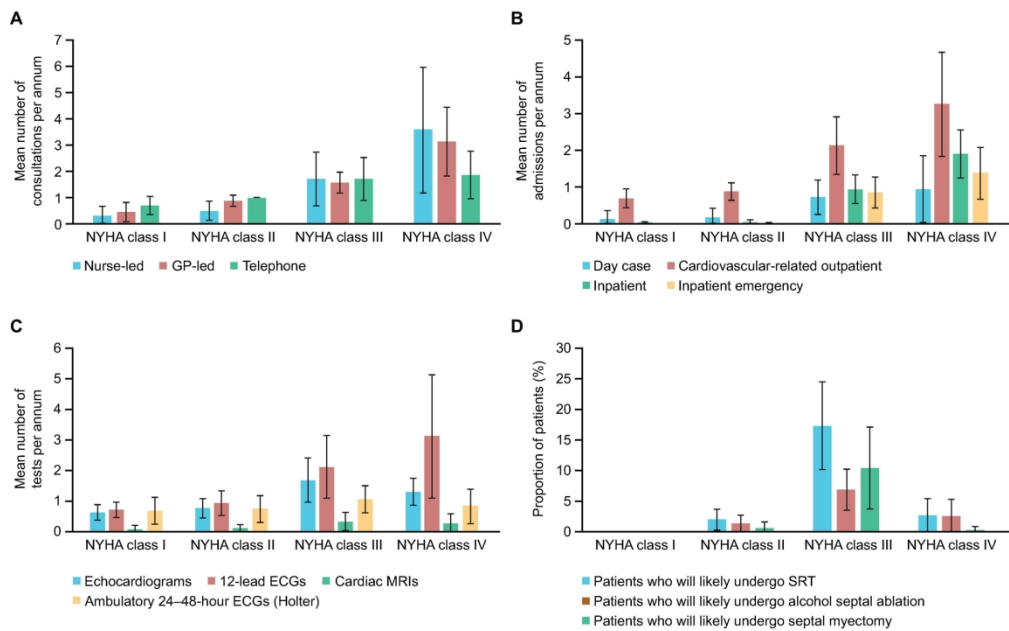 A
Mean number of
consultations per annum
7
6
5
4
3
2
1
0
NYHA class I NYHA class II NYHA class III NYHA class IV
Nurse-led GP-led Telephone
B
Mean number of
admissions per annum
5
4
3
2
1
0
NYHA class I NYHA class II NYHA class III NYHA class IV
Day case Cardiovascular-related outpatient
Inpatient Inpatient emergency
C
Mean number of
tests per annum
6
5
4
3
2
1
0
NYHA class I NYHA class II NYHA class III NYHA class IV
Echocardiograms 12-lead ECGs Cardiac MRIs
Ambulatory 24–48-hour ECGs (Holter)
D
Proportion of patients (%)
30
25
20
15
10
5
0
NYHA class I NYHA class II NYHA class III NYHA class IV
Patients who will likely undergo SRT
Patients who will likely undergo alcohol septal ablation
Patients who will likely undergo septal myectomy